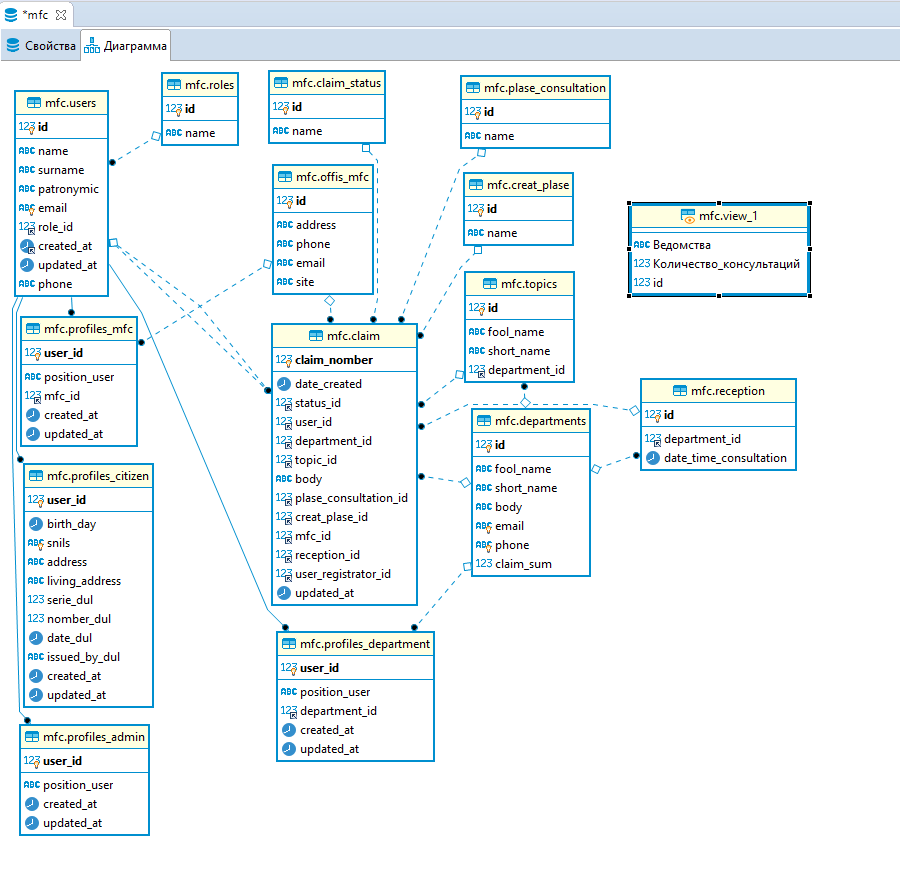 *mfc
Свойства
Диаграмма
mfc.users
123 id
ABC name
ABC surname
ABC patronymic
ABC email
123 role_id
created_at
updated_at
ABC phone
mfc.roles
123 id
ABC name
mfc.claim_status
123 id
ABC name
mfc.plase_consultation
123 id
ABC name
mfc.offis_mfc
123 id
ABC address
ABC phone
ABC email
ABC site
mfc.creat_plase
123 id
ABC name
mfc.view_1
ABC Ведомства
123 Количество_консультаций
123 id
mfc.topics
123 id
ABC fool_name
ABC short_name
123 department_id
mfc.profiles_mfc
123 user_id
ABC position_user
123 mfc_id
created_at
updated_at
mfc.claim
123 claim_nomber
date_created
123 status_id
123 user_id
123 department_id
123 topic_id
ABC body
123 plase_consultation_id
123 creat_plase_id
123 mfc_id
123 reception_id
123 user_registrator_id
updated_at
mfc.reception
123 id
123 department_id
date_time_consultation
mfc.departments
123 id
ABC fool_name
ABC short_name
ABC body
ABC email
ABC phone
123 claim_sum
mfc.profiles_citizen
123 user_id
birth_day
ABC snils
ABC address
ABC living_address
123 serie_dul
123 nomber_dul
date_dul
ABC issued_by_dul
created_at
updated_at
mfc.profiles_department
123 user_id
ABC position_user
123 department_id
created_at
updated_at
mfc.profiles_admin
123 user_id
ABC position_user
created_at
updated_at